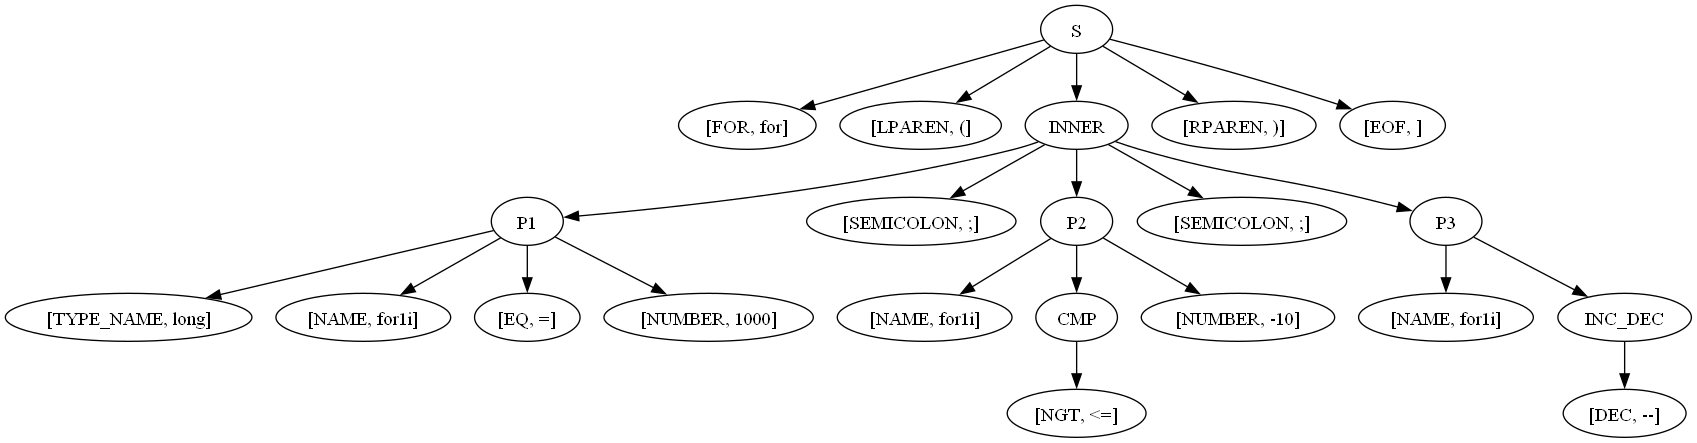 S
[FOR, for] [LPAREN, (] INNER [RPAREN, )] [EOF, ]
P1 [SEMICOLON, ;] P2 [SEMICOLON, ;] P3
[TYPE_NAME, long] [NAME, for1i] [EQ, =] [NUMBER, 1000] [NAME, for1i] CMP [NUMBER, -10] [NAME, for1i] INC_DEC
[NGT, <=] [DEC, --]